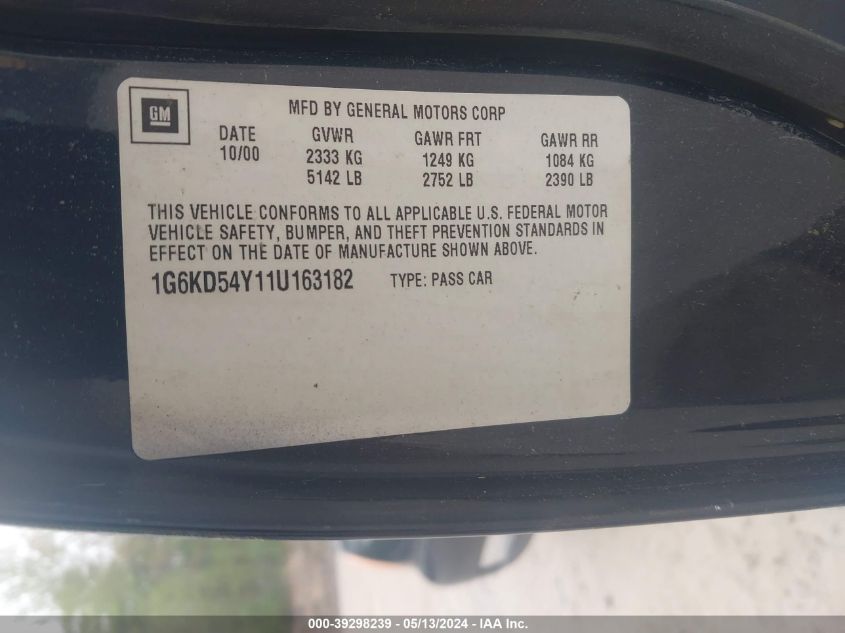 GM
MFD BY GENERAL MOTORS CORP
DATE GVWR GAWR FRT GAWR RR
10/00 2333 KG 1249 KG 1084 KG
5142 LB 2752 LB 2390 LB
THIS VEHICLE CONFORMS TO ALL APPLICABLE U.S. FEDERAL MOTOR
VEHICLE SAFETY, BUMPER, AND THEFT PREVENTION STANDARDS IN
EFFECT ON THE DATE OF MANUFACTURE SHOWN ABOVE.
1G6KD54Y11U163182 TYPE: PASS CAR
000-39298239 - 05/13/2024 - IAA Inc.